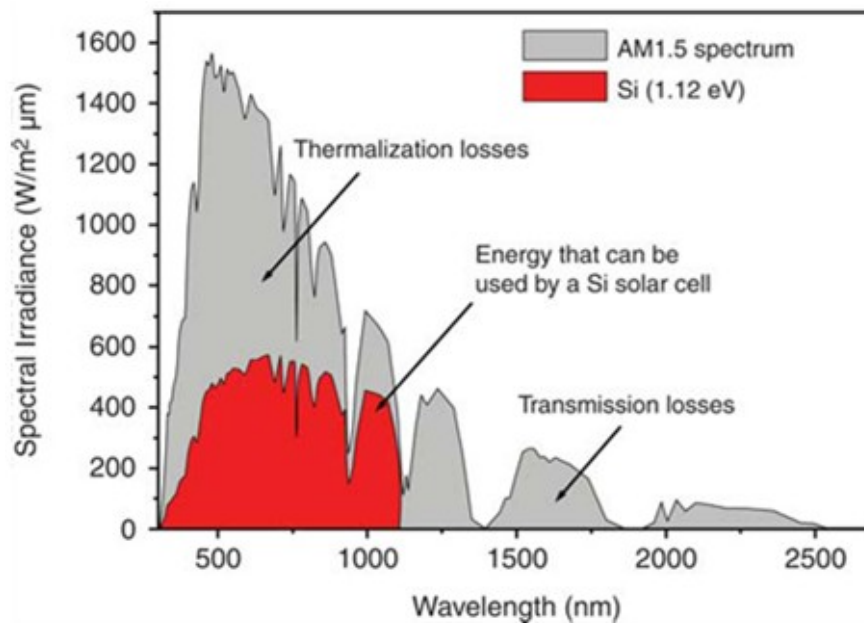 1600
1400
1200
1000
800
600
400
200
0
Spectral Irradiance (W/m² μm)
AM1.5 spectrum
Si (1.12 eV)
Thermalization losses
Energy that can be
used by a Si solar cell
Transmission losses
500 1000 1500 2000 2500
Wavelength (nm)